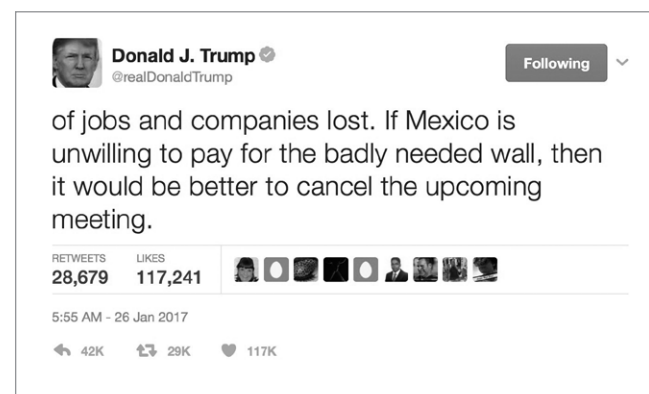 Donald J. Trump
@realDonaldTrump
Following
of jobs and companies lost. If Mexico is
unwilling to pay for the badly needed wall, then
it would be better to cancel the upcoming
meeting.
RETWEETS LIKES
28,679 117,241
5:55 AM - 26 Jan 2017
42K 29K 117K